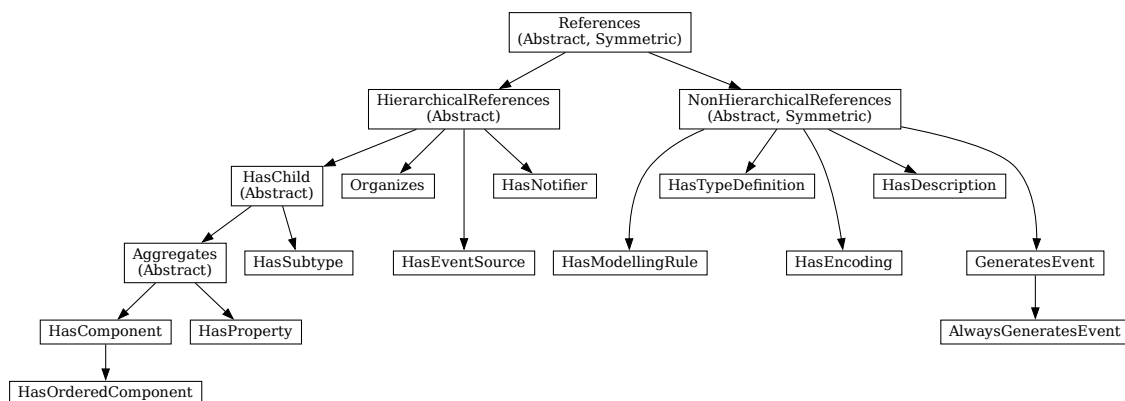 References
(Abstract, Symmetric)
HierarchicalReferences
(Abstract)
NonHierarchicalReferences
(Abstract, Symmetric)
HasChild
(Abstract)
Organizes
HasNotifier
HasTypeDefinition
HasDescription
Aggregates
(Abstract)
HasSubtype
HasEventSource
HasModellingRule
HasEncoding
GeneratesEvent
HasComponent
HasProperty
AlwaysGeneratesEvent
HasOrderedComponent